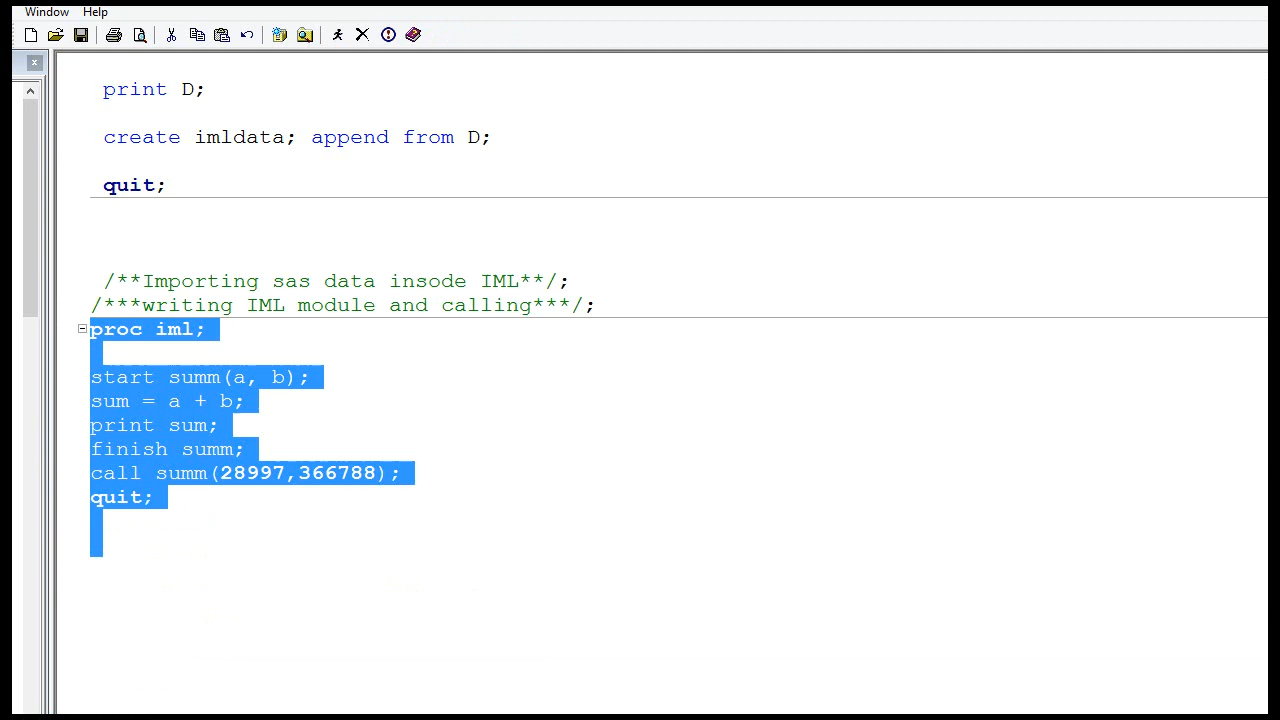 Window Help
print D;
create imldata; append from D;
quit;
/**Importing sas data insode IML**/;
/***writing IML module and calling***/;
proc iml;
start summ(a, b);
sum = a + b;
print sum;
finish summ;
call summ(28997,366788);
quit;